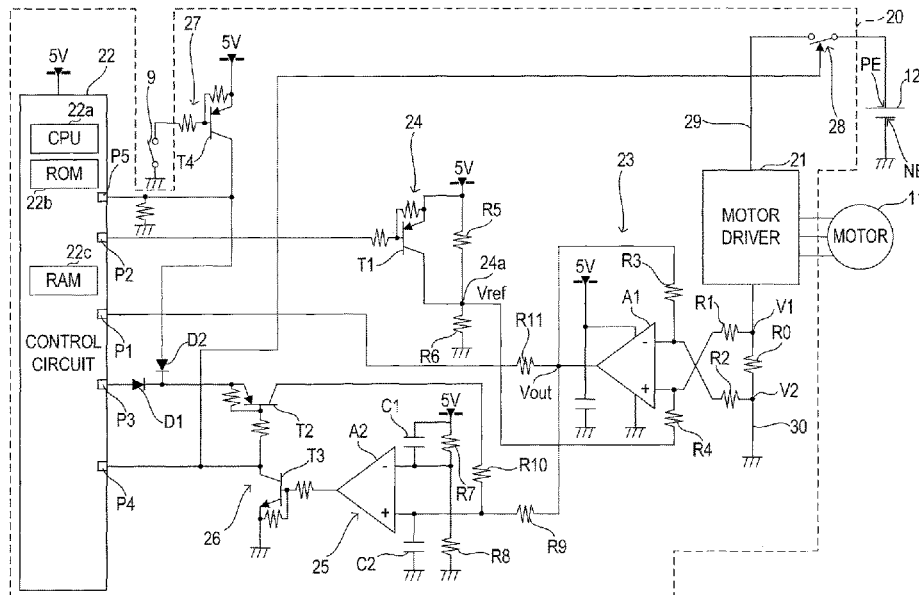 5V
22
9
27
5V
20
22a
CPU
PE
12
ROM
P5
T4
24
29
28
22b
5V
23
21
NE
11
P2
R5
MOTOR
DRIVER
MOTOR
22c
T1
24a
R3
RAM
Vref
5V
A1
R1
V1
P1
R11
R0
CONTROL
CIRCUIT
D2
R6
-
R2
+
Vout
V2
P3
C1
5V
D1
T2
R4
30
A2
T3
R10
-
R7
P4
+
R9
26
25
C2
R8